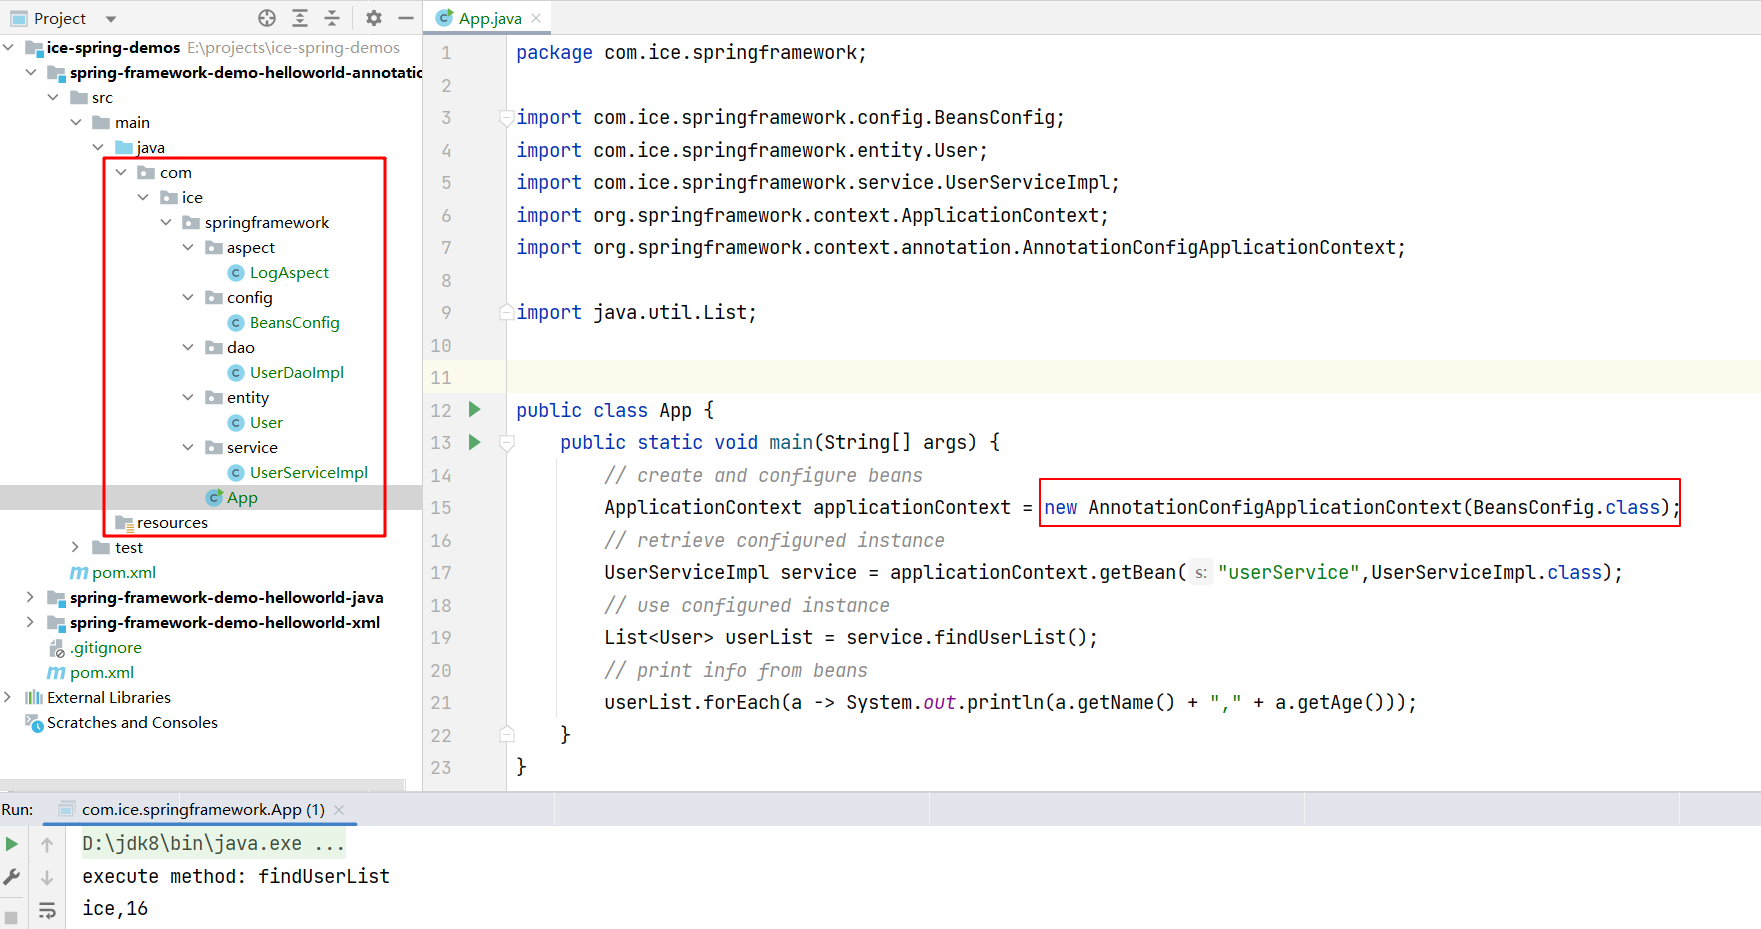 Project
ice-spring-demos E:\projects\ice-spring-demos
spring-framework-demo-helloworld-annotatic
src
main
java
com
ice
springframework
aspect
LogAspect
config
BeansConfig
dao
UserDaoImpl
entity
User
service
UserServiceImpl
App
resources
test
pom.xml
spring-framework-demo-helloworld-java
spring-framework-demo-helloworld-xml
.gitignore
pom.xml
External Libraries
Scratches and Consoles
App.java
1 package com.ice.springframework;
2
3 import com.ice.springframework.config.BeansConfig;
4 import com.ice.springframework.entity.User;
5 import com.ice.springframework.service.UserServiceImpl;
6 import org.springframework.context.ApplicationContext;
7 import org.springframework.context.annotation.AnnotationConfigApplicationContext;
8
9 import java.util.List;
10
11
12 public class App {
13 public static void main(String[] args) {
14 // create and configure beans
15 ApplicationContext applicationContext = new AnnotationConfigApplicationContext(BeansConfig.class);
16 // retrieve configured instance
17 UserServiceImpl service = applicationContext.getBean( s: "userService",UserServiceImpl.class);
18 // use configured instance
19 List<User> userList = service.findUserList();
20 // print info from beans
21 userList.forEach(a -> System.out.println(a.getName() + "," + a.getAge()));
22 }
23 }
Run: com.ice.springframework.App (1)
D:\jdk8\bin\java.exe ...
execute method: findUserList
ice,16